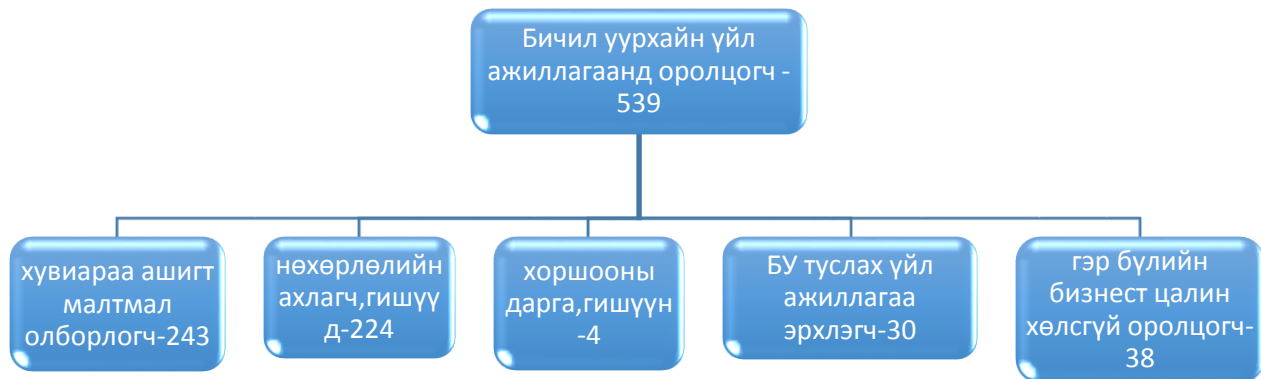 Бичил уурхайн үйл
ажиллагаанд оролцогч -
539
хувиараа ашигт
малтмал
олборлогч-243
нөхөрлөлийн
ахлагч,гишүү
д-224
хоршооны
дарга,гишүүн
-4
БУ туслах үйл
ажиллагаа
эрхлэгч-30
гэр бүлийн
бизнест цалин
хөлсгүй оролцогч-
38